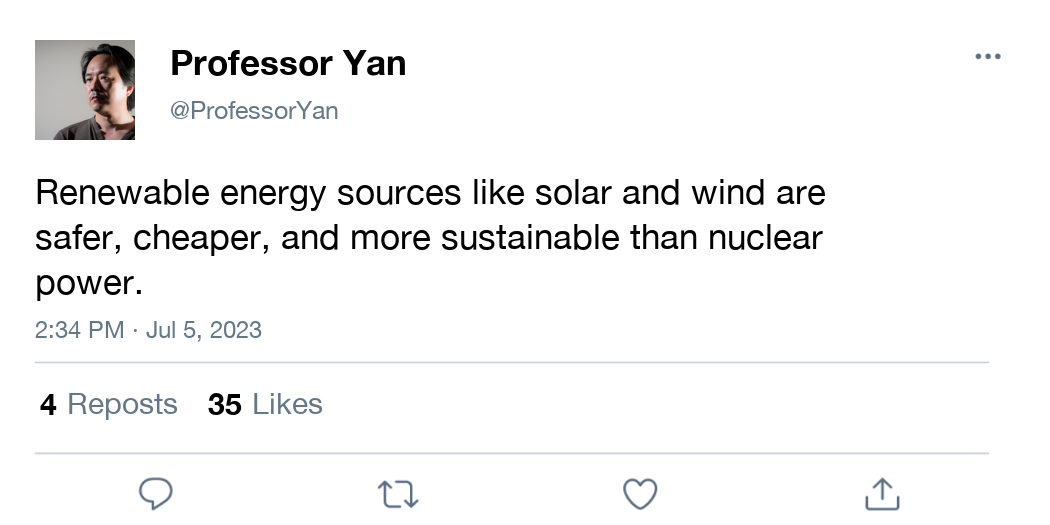 Professor Yan
@ProfessorYan
Renewable energy sources like solar and wind are
safer, cheaper, and more sustainable than nuclear
power.
2:34 PM · Jul 5, 2023
4 Reposts 35 Likes